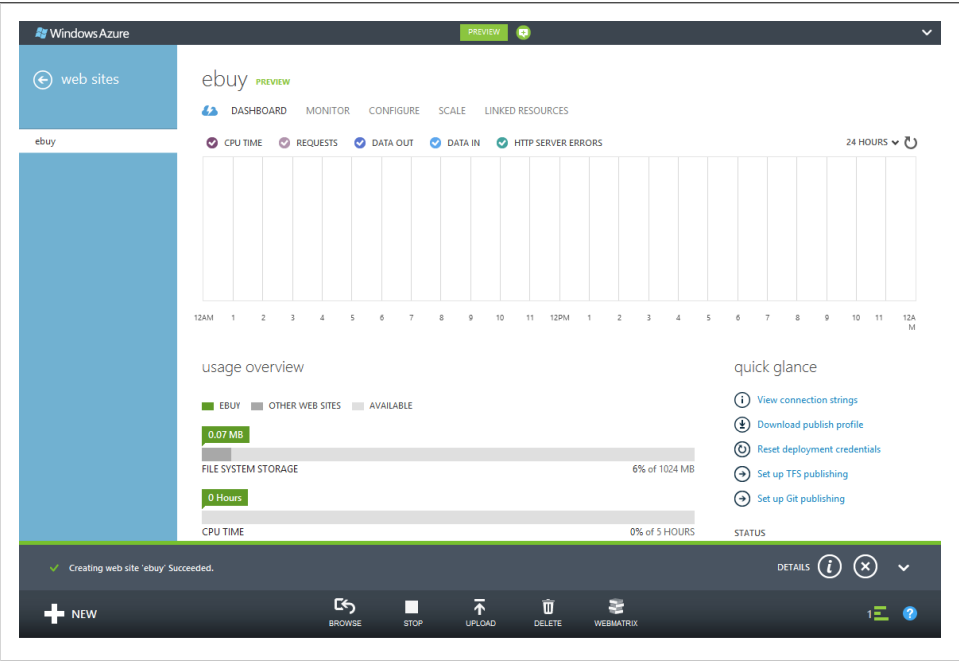 Windows Azure
PREVIEW
web sites
ebuy
ebuy PREVIEW
DASHBOARD MONITOR CONFIGURE SCALE LINKED RESOURCES
CPU TIME REQUESTS DATA OUT DATA IN HTTP SERVER ERRORS 24 HOURS
12AM 1 2 3 4 5 6 7 8 9 10 11 12PM 1 2 3 4 5 6 7 8 9 10 11 12A
M
usage overview
EBUY OTHER WEB SITES AVAILABLE
0.07 MB
FILE SYSTEM STORAGE 6% of 1024 MB
0 Hours
CPU TIME 0% of 5 HOURS
quick glance
View connection strings
Download publish profile
Reset deployment credentials
Set up TFS publishing
Set up Git publishing
STATUS
Creating web site 'ebuy' Succeeded. DETAILS
NEW BROWSE STOP UPLOAD DELETE WEBMATRIX 1